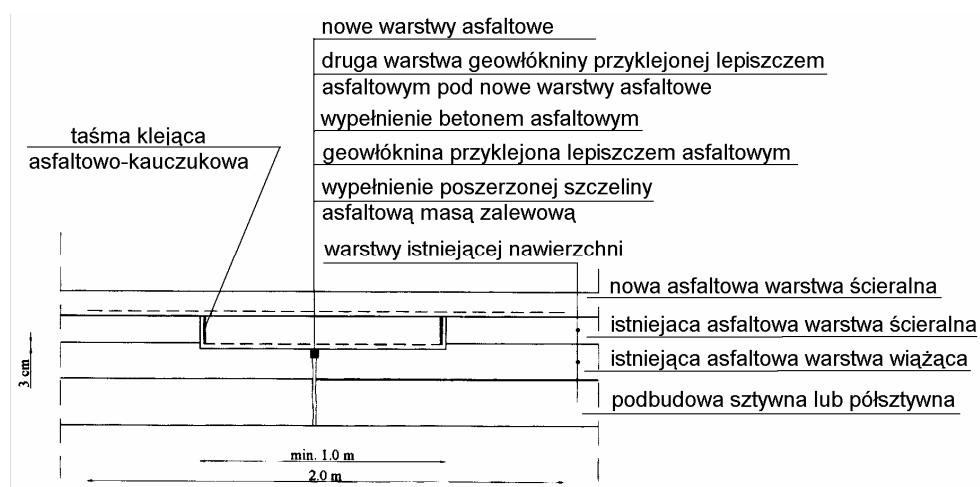 nowe warstwy asfaltowe
druga warstwa geowłókniny przyklejonej lepiszczem
asfaltowym pod nowe warstwy asfaltowe
wypełnienie betonem asfaltowym
taśma klejąca
asfaltowo-kauczukowa
geowłóknina przyklejona lepiszczem asfaltowym
wypełnienie poszerzonej szczeliny
asfaltową masą zalewową
warstwy istniejącej nawierzchni
nowa asfaltowa warstwa ścieralna
istniejaca asfaltowa warstwa ścieralna
istniejąca asfaltowa warstwa wiążąca
podbudowa sztywna lub półsztywna
3 cm
min. 1.0 m
2.0 m